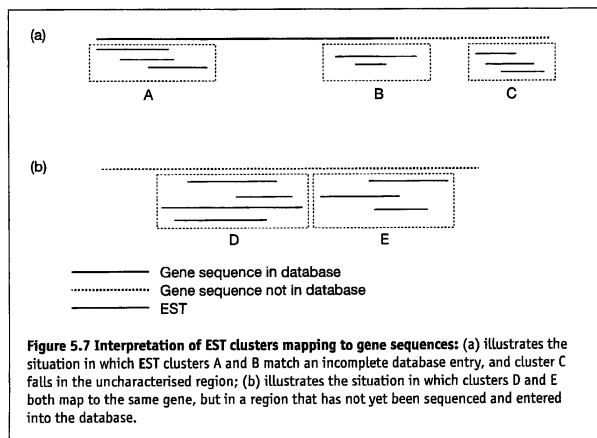 (a)
A
B
C
(b)
D
E
Gene sequence in database
Gene sequence not in database
EST
Figure 5.7 Interpretation of EST clusters mapping to gene sequences: (a) illustrates the
situation in which EST clusters A and B match an incomplete database entry, and cluster C
falls in the uncharacterised region; (b) illustrates the situation in which clusters D and E
both map to the same gene, but in a region that has not yet been sequenced and entered
into the database.